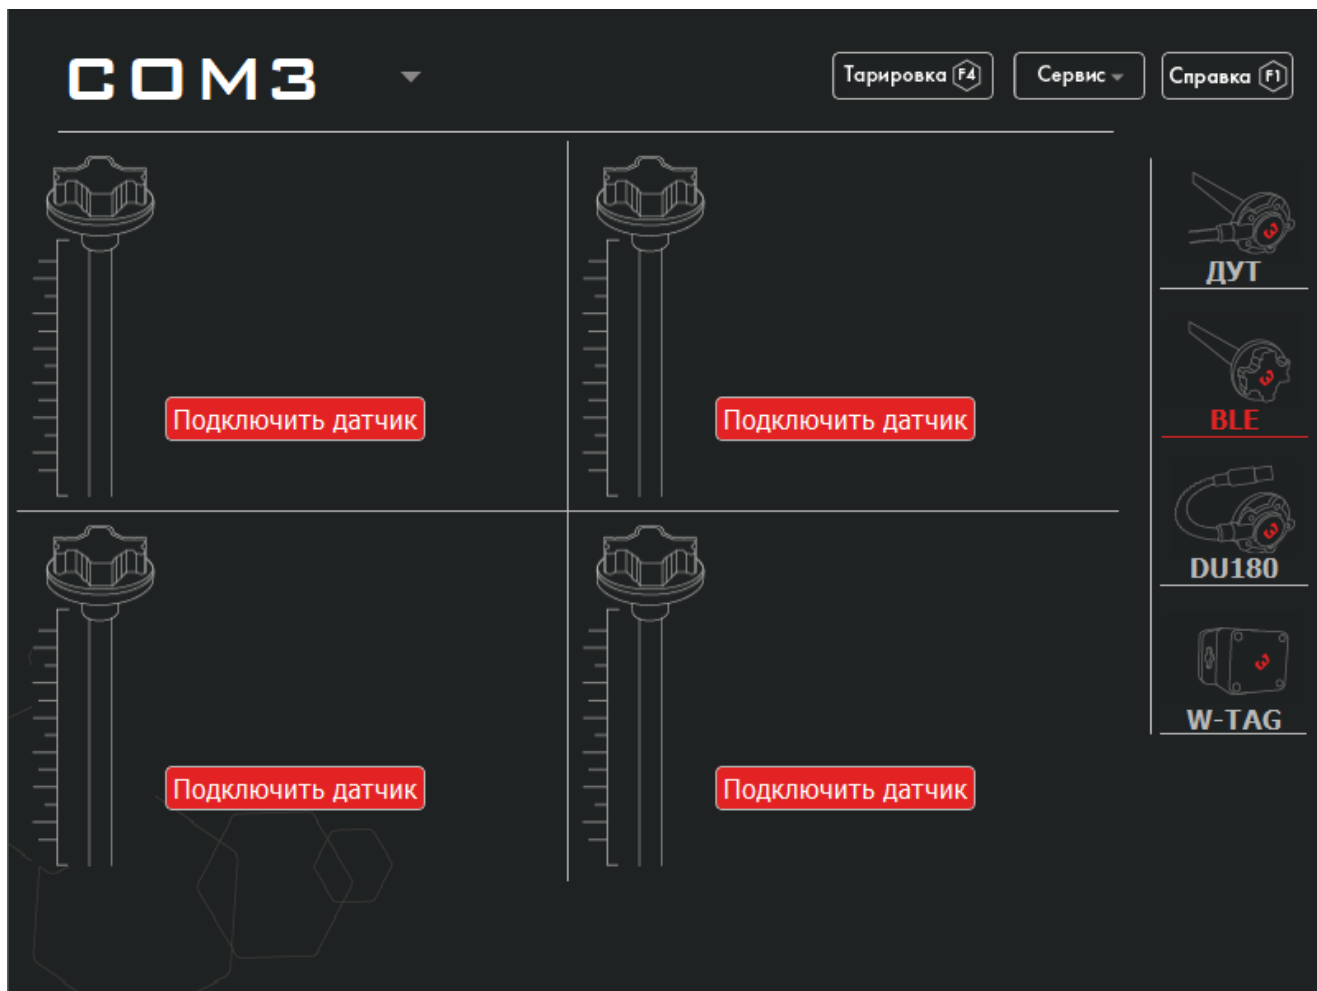 COM3
Тарировка F4
Сервис
Справка F1
ДУТ
Подключить датчик
Подключить датчик
BLE
DU180
W-TAG
Подключить датчик
Подключить датчик